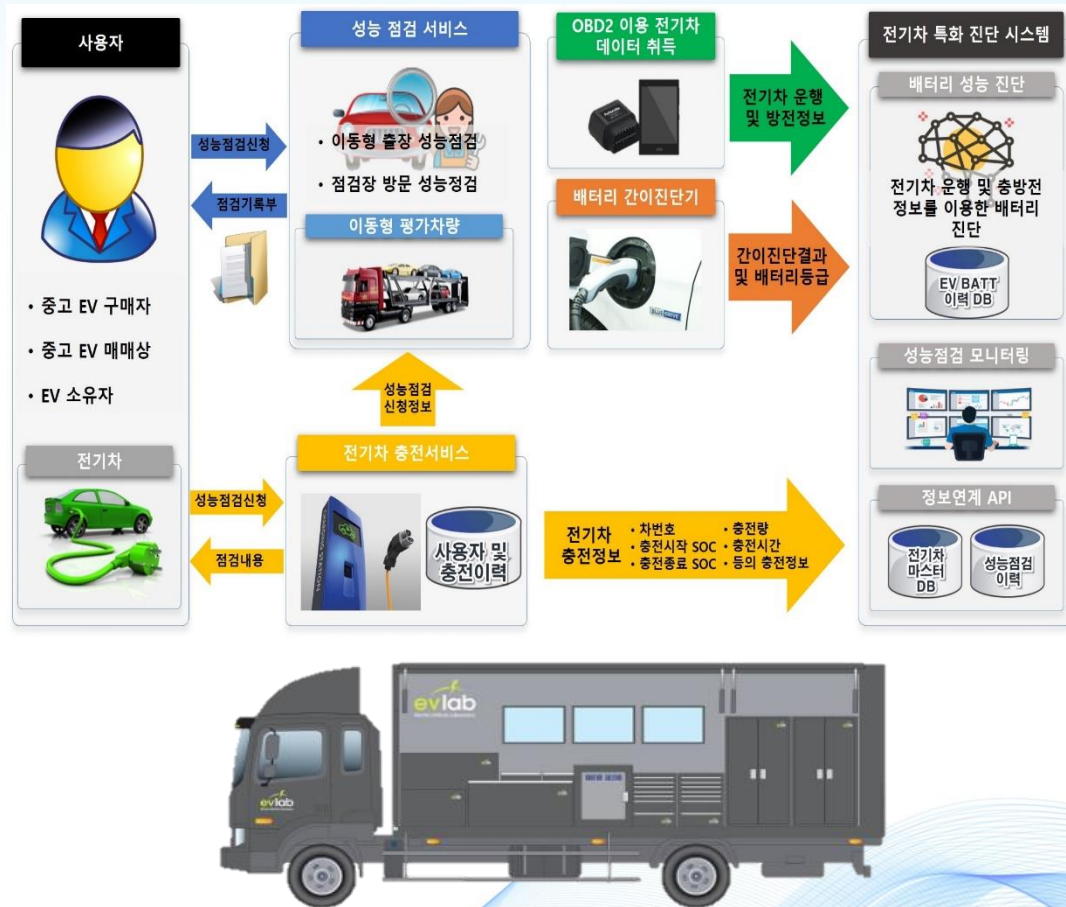 사용자
• 중고 EV 구매자
• 중고 EV 매매상
• EV 소유자
전기차
성능점검신청
점검기록부
성능점검신청
점검내용
성능 점검 서비스
• 이동형 출장 성능점검
• 점검장 방문 성능정검
이동형 평가차량
성능점검
신청정보
전기차 충전서비스
사용자 및
충전이력
OBD2 이용 전기차
데이터 취득
배터리 간이진단기
전기차 운행
및 방전정보
간이진단결과
및 배터리등급
전기차
충전정보
• 차번호
• 충전시작 SOC
• 충전종료 SOC
• 충전량
• 충전시간
• 등의 충전정보
전기차 특화 진단 시스템
배터리 성능 진단
전기차 운행 및 충방전
정보를 이용한 배터리
진단
EV BATT
이력 DB
성능점검 모니터링
정보연계 API
전기차
마스터
DB
성능점검
이력
evlab
evlab